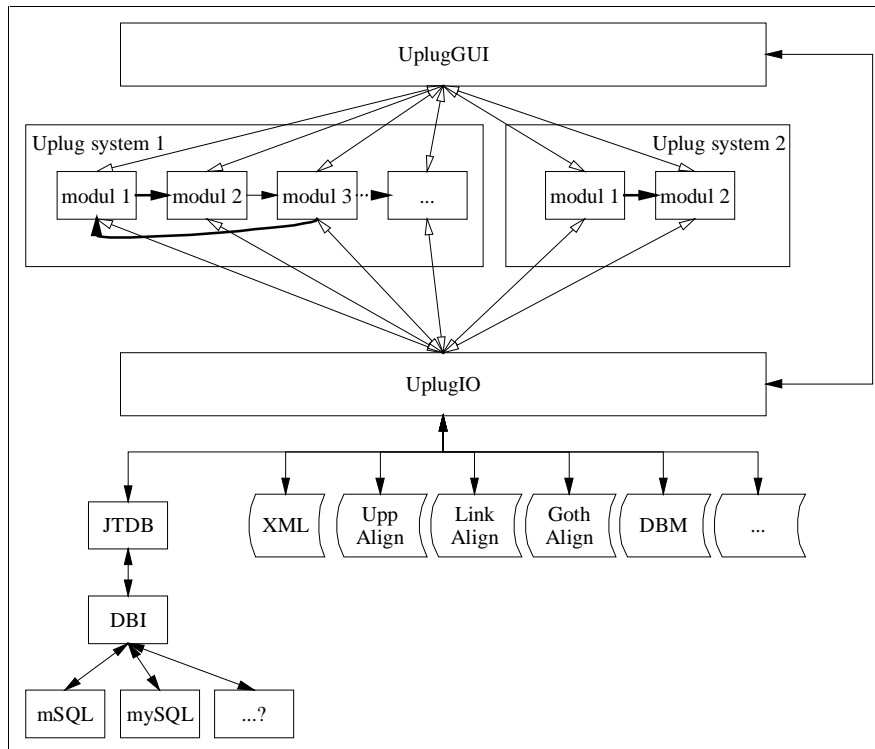 UplugGUI
Uplug system 1
Uplug system 2
modul 1
modul 2
modul 3
...
...
modul 1
modul 2
UplugIO
JTDB
XML
Upp
Align
Link
Align
Goth
Align
DBM
...
DBI
mSQL
mySQL
...?